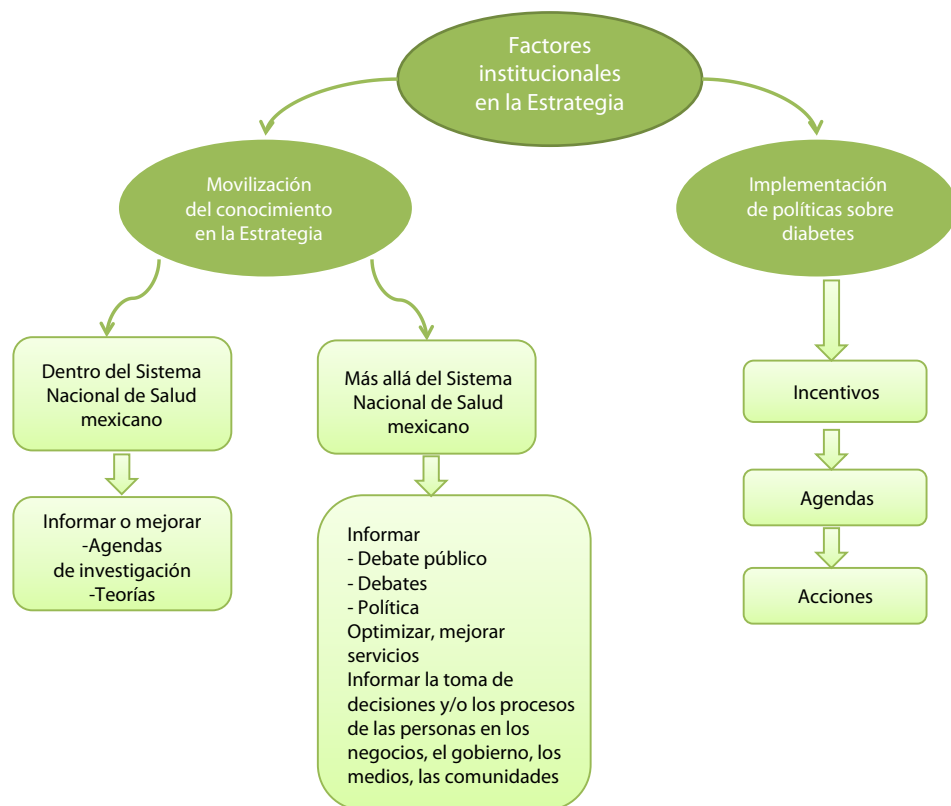 Factores
institucionales
en la Estrategia
Movilización
del conocimiento
en la Estrategia
Implementación
de políticas sobre
diabetes
Dentro del Sistema
Nacional de Salud
mexicano
Más allá del Sistema
Nacional de Salud
mexicano
Incentivos
Informar o mejorar
-Agendas
de investigación
-Teorías
Informar
- Debate público
- Debates
- Política
Optimizar, mejorar
servicios
Informar la toma de
decisiones y/o los procesos
de las personas en los
negocios, el gobierno, los
medios, las comunidades
Agendas
Acciones